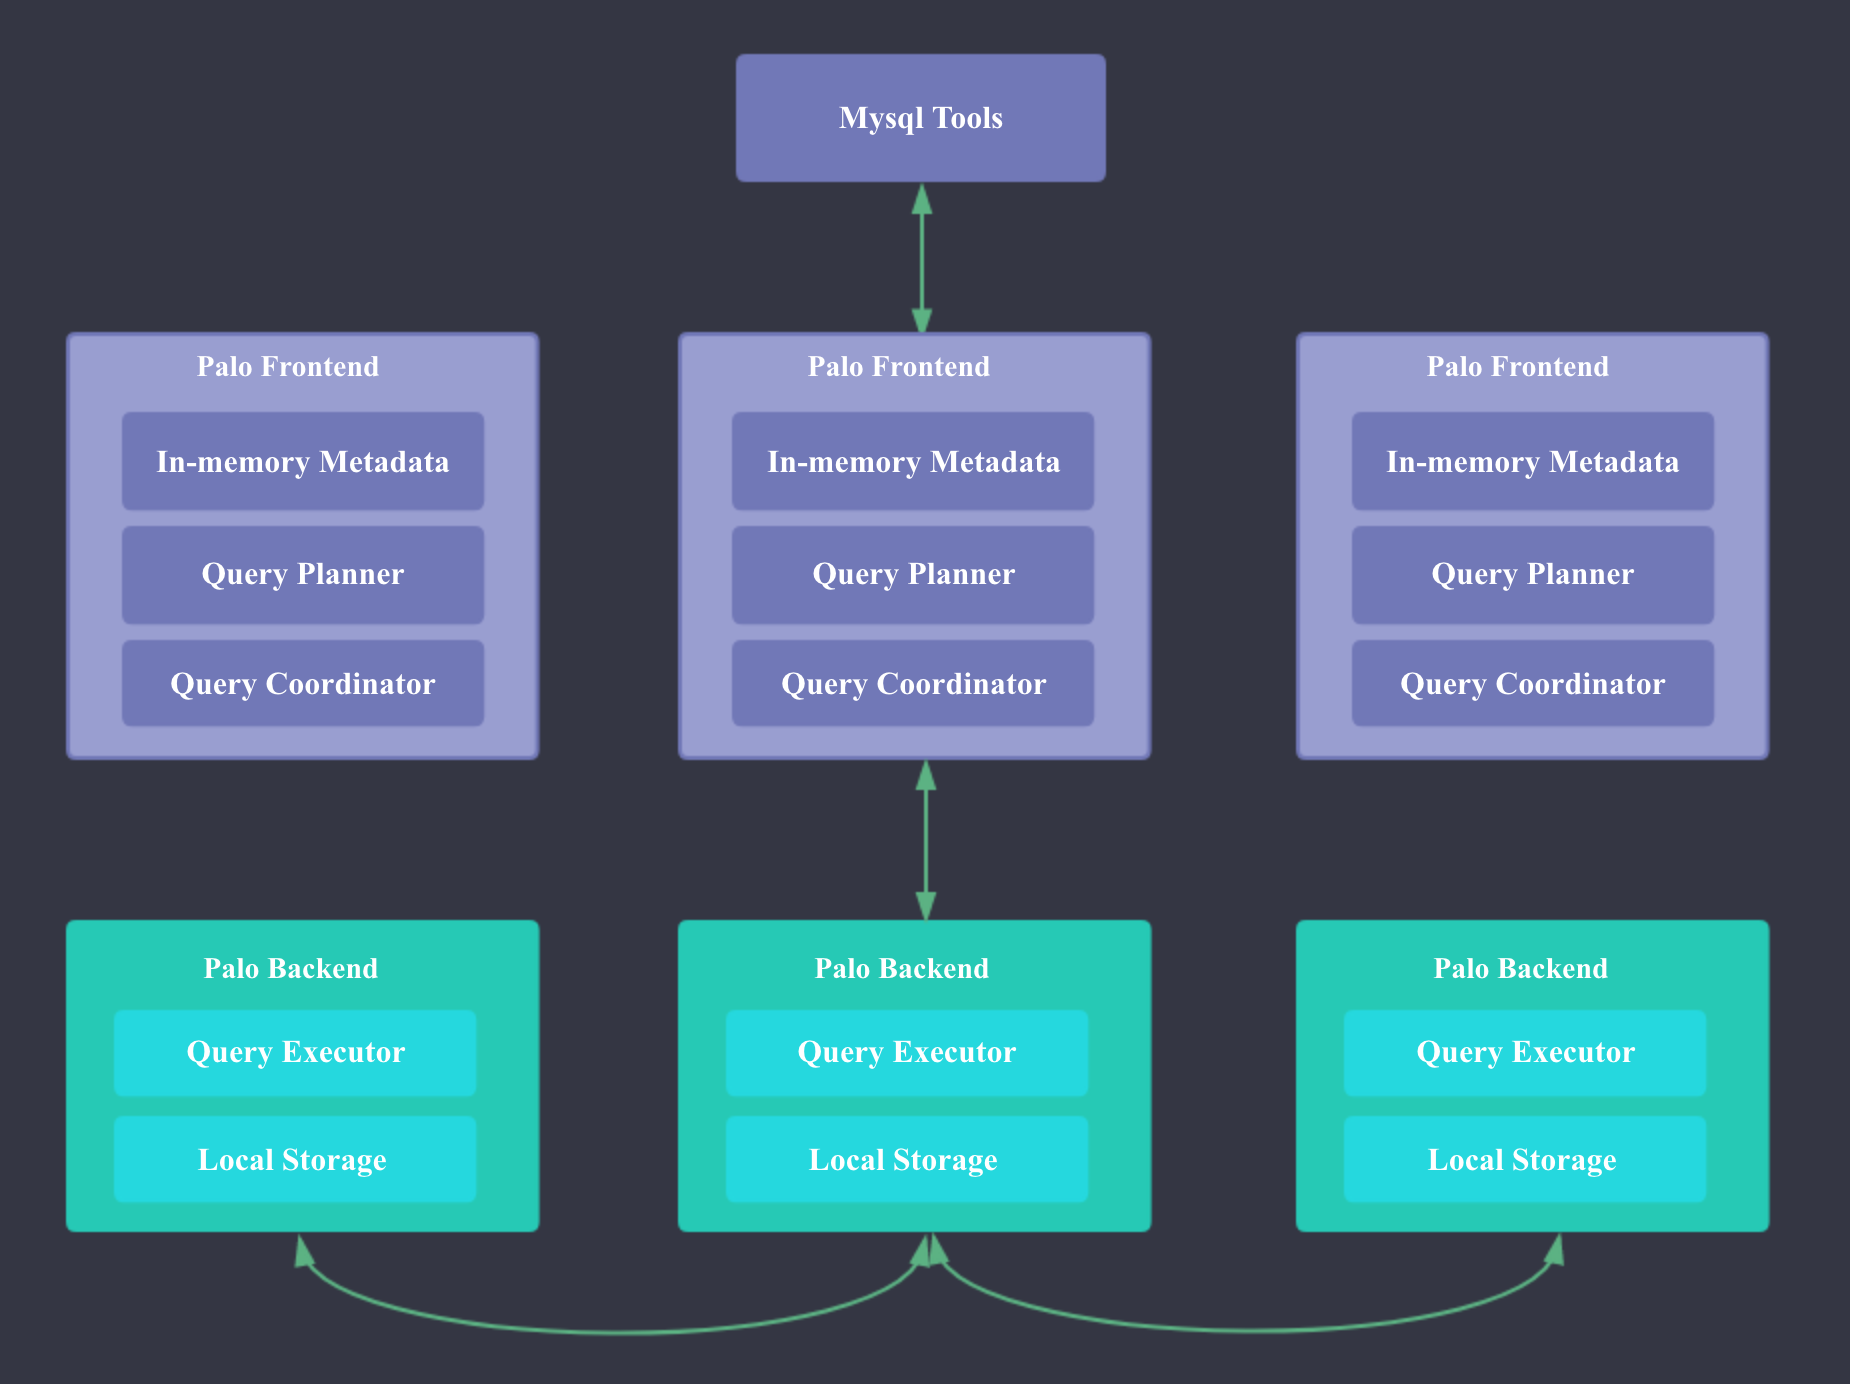 Mysql Tools
Palo Frontend
In-memory Metadata
Query Planner
Query Coordinator
Palo Frontend
In-memory Metadata
Query Planner
Query Coordinator
Palo Frontend
In-memory Metadata
Query Planner
Query Coordinator
Palo Backend
Query Executor
Local Storage
Palo Backend
Query Executor
Local Storage
Palo Backend
Query Executor
Local Storage